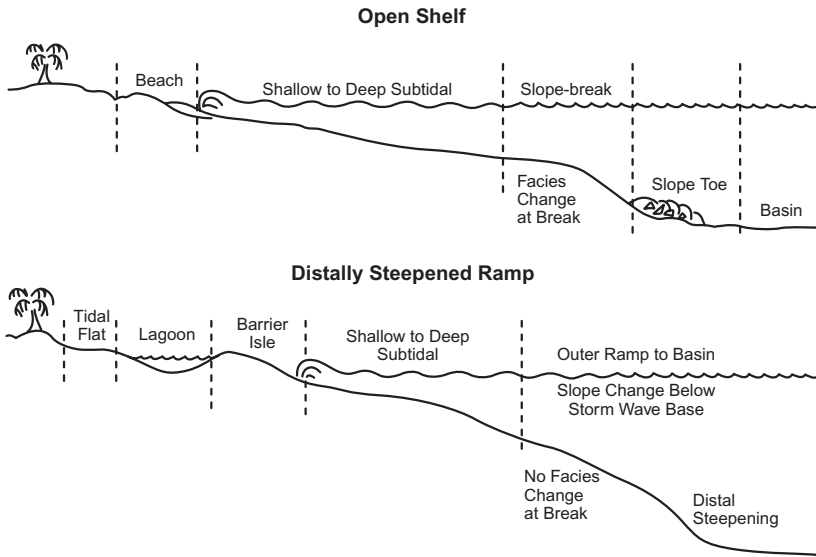 Open Shelf
Beach
Shallow to Deep Subtidal
Slope-break
Facies
Change
at Break
Slope Toe
Basin
Distally Steepened Ramp
Tidal
Flat
Lagoon
Barrier
Isle
Shallow to Deep
Subtidal
Outer Ramp to Basin
Slope Change Below
Storm Wave Base
No Facies
Change
at Break
Distal
Steepening